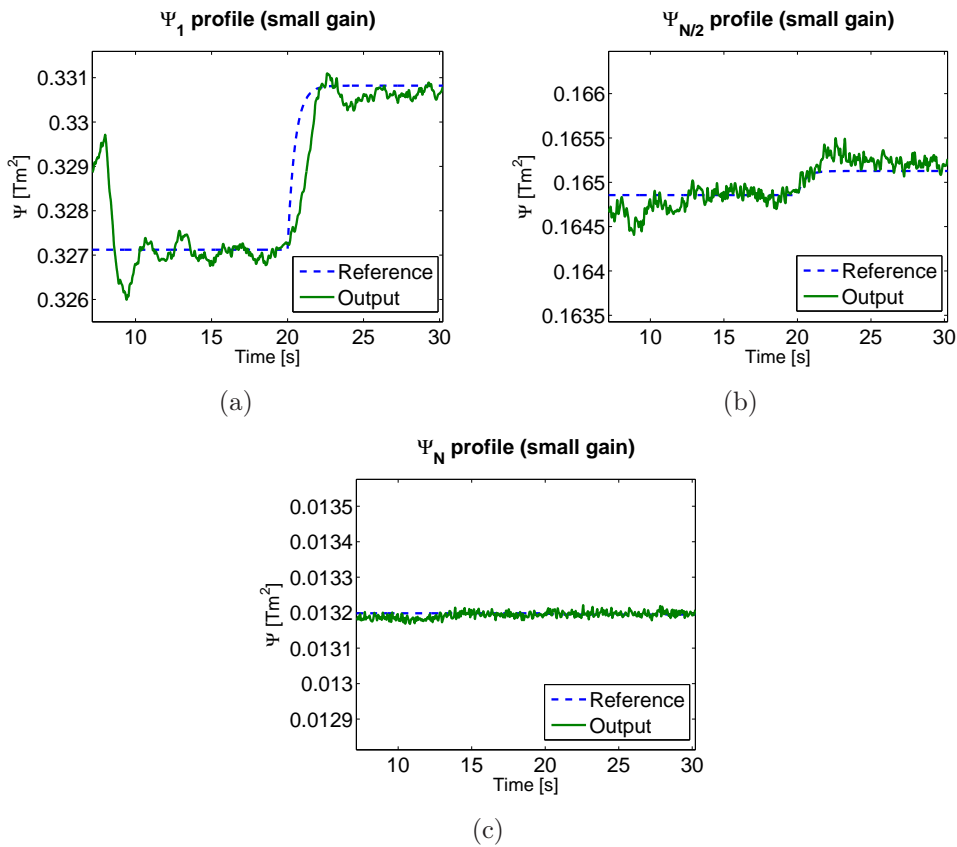 Ψ1 profile (small gain)
0.331
0.33
0.329
0.328
0.327
0.326
Ψ [Tm2]
10 15 20 25 30
Time [s]
Reference
Output
(a)
ΨN/2 profile (small gain)
0.166
0.1655
0.165
0.1645
0.164
0.1635
Ψ [Tm2]
10 15 20 25 30
Time [s]
Reference
Output
(b)
ΨN profile (small gain)
0.0135
0.0134
0.0133
0.0132
0.0131
0.013
0.0129
Ψ [Tm2]
10 15 20 25 30
Time [s]
Reference
Output
(c)